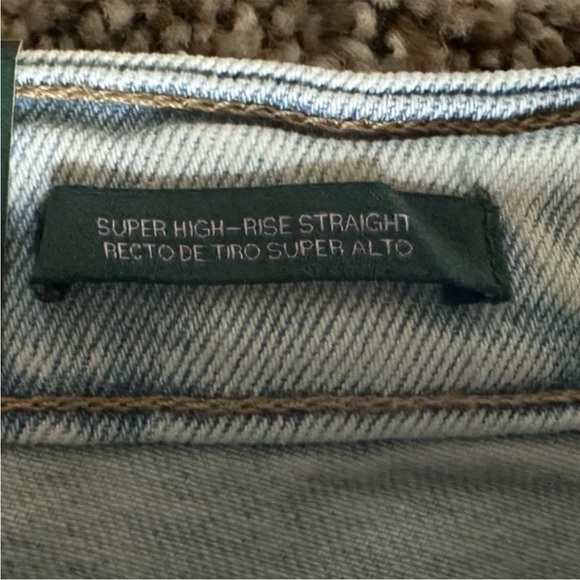 SUPER HIGH-RISE STRAIGHT
RECTO DE TIRO SUPER ALTO